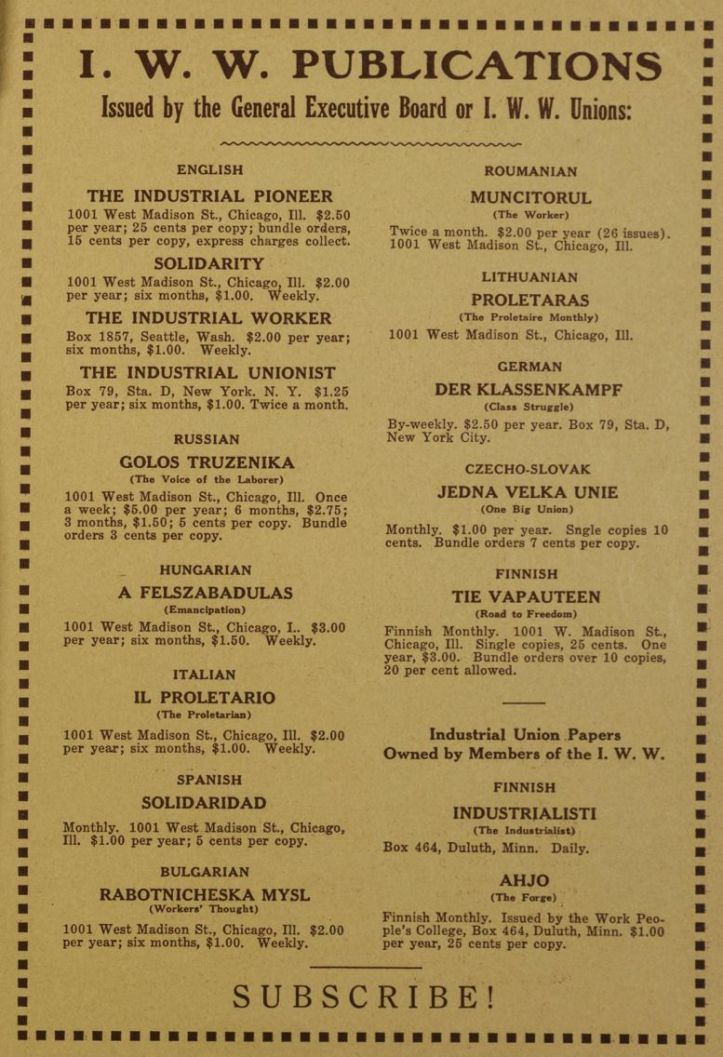 I. W. W. PUBLICATIONS
Issued by the General Executive Board or I. W. W. Unions:
ENGLISH
THE INDUSTRIAL PIONEER
1001 West Madison St., Chicago, Ill. $2.50
per year; 25 cents per copy; bundle orders,
15 cents per copy, express charges collect.
SOLIDARITY
1001 West Madison St., Chicago, Ill. $2.00
per year; six months, $1.00. Weekly.
THE INDUSTRIAL WORKER
Box 1857, Seattle, Wash. $2.00 per year;
six months, $1.00. Weekly.
THE INDUSTRIAL UNIONIST
Box 79, Sta. D, New York. N. Y. $1.25
per year; six months, $1.00. Twice a month.
RUSSIAN
GOLOS TRUZENIKA
(The Voice of the Laborer)
1001 West Madison St., Chicago, Ill. Once
a week; $5.00 per year; 6 months, $2.75;
3 months, $1.50; 5 cents per copy. Bundle
orders 3 cents per copy.
HUNGARIAN
A FELSZABADULAS
(Emancipation)
1001 West Madison St., Chicago, I.. $3.00
per year; six months, $1.50. Weekly.
ITALIAN
IL PROLETARIO
(The Proletarian)
1001 West Madison St., Chicago, Ill. $2.00
per year; six months, $1.00. Weekly.
SPANISH
SOLIDARIDAD
Monthly. 1001 West Madison St., Chicago,
Ill. $1.00 per year; 5 cents per copy.
BULGARIAN
RABOTNICHESKA MYSL
(Workers' Thought)
1001 West Madison St., Chicago, Ill. $2.00
per year; six months, $1.00. Weekly.
ROUMANIAN
MUNCITORUL
(The Worker)
Twice a month. $2.00 per year (26 issues).
1001 West Madison St., Chicago, Ill.
LITHUANIAN
PROLETARAS
(The Proletaire Monthly)
1001 West Madison St., Chicago, Ill.
GERMAN
DER KLASSENKAMPF
(Class Struggle)
By-weekly. $2.50 per year. Box 79, Sta. D,
New York City.
CZECHO-SLOVAK
JEDNA VELKA UNIE
(One Big Union)
Monthly. $1.00 per year. Sngle copies 10
cents. Bundle orders 7 cents per copy.
FINNISH
TIE VAPAUTEEN
(Road to Freedom)
Finnish Monthly. 1001 W. Madison St.,
Chicago, Ill. Single copies, 25 cents. One
year, $3.00. Bundle orders over 10 copies,
20 per cent allowed.
Industrial Union Papers
Owned by Members of the I. W. W.
FINNISH
INDUSTRIALISTI
(The Industrialist)
Box 464, Duluth, Minn. Daily.
AHJO
(The Forge)
Finnish Monthly. Issued by the Work Peo-
ple's College, Box 464, Duluth, Minn. $1.00
per year, 25 cents per copy.
SUBSCRIBE!